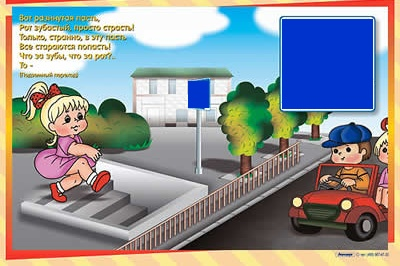 Вот разинутая пасть,
Рот зубастый, просто страсть!
Только, странно, в эту пасть
Все стараются попасть!
Что за зубы, что за рот?..
То -
(Подземный переход)